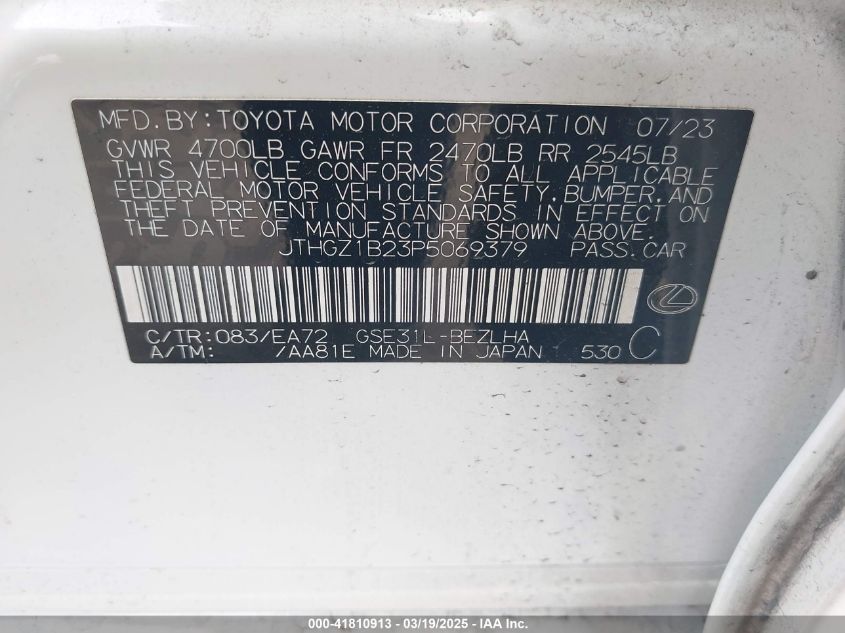 MFD.BY:TOYOTA MOTOR CORPORATION 07/23
GVWR 4700LB GAWR FR 2470LB RR 2545LB
THIS VEHICLE CONFORMS TO ALL APPLICABLE
FEDERAL MOTOR VEHICLE SAFETY,BUMPER,AND
THEFT PREVENTION STANDARDS IN EFFECT ON
THE DATE OF MANUFACTURE SHOWN ABOVE.
JTHGZ1B23P5069379 PASS.CAR
C/TR:083/EA72 GSE31L-BEZLHA
A/TM: /AA81E MADE IN JAPAN 530 C
000-41810913 - 03/19/2025 - IAA Inc.